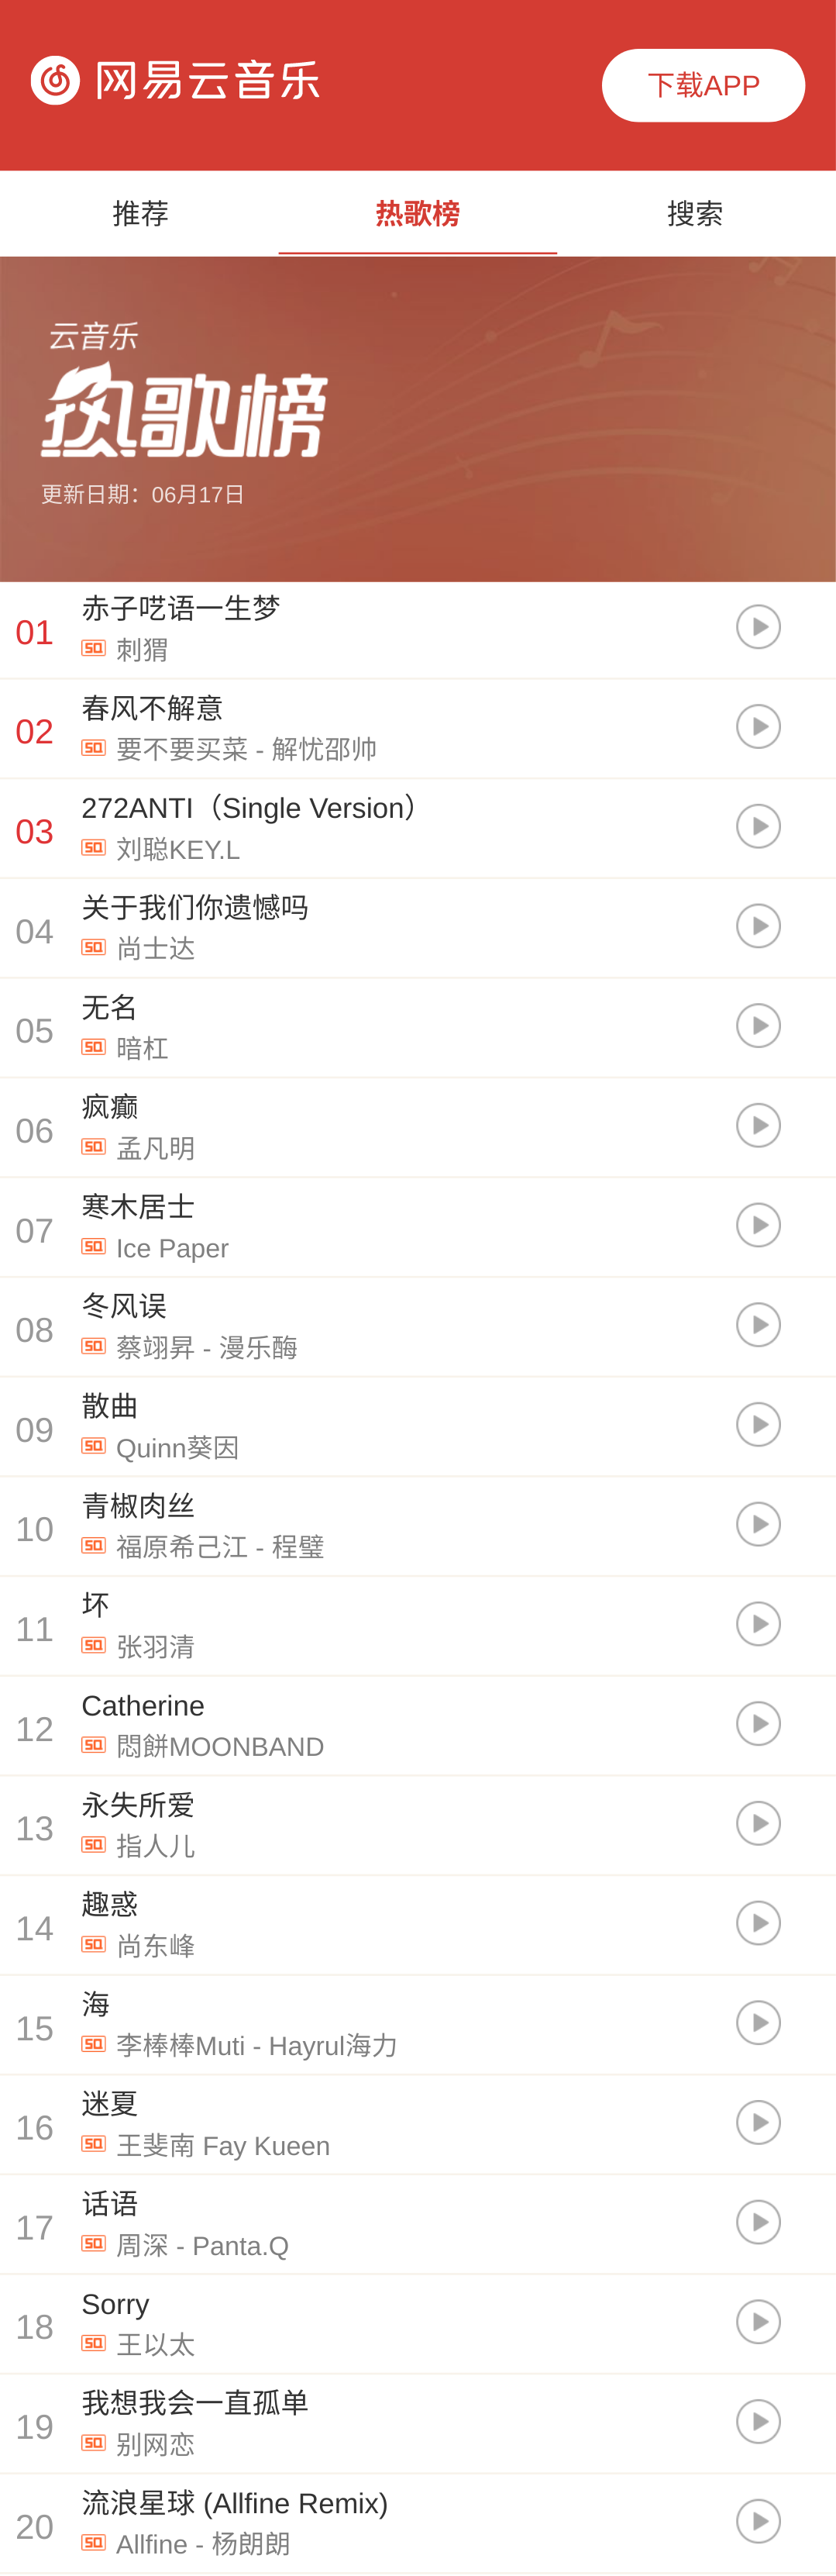 网易云音乐
下载APP
推荐
热歌榜
搜索
云音乐
热歌榜
更新日期：06月17日
01
赤子呓语一生梦
SQ 刺猬
02
春风不解意
SQ 要不要买菜 - 解忧邵帅
03
272ANTI（Single Version）
SQ 刘聪KEY.L
04
关于我们你遗憾吗
SQ 尚士达
05
无名
SQ 暗杠
06
疯癫
SQ 孟凡明
07
寒木居士
SQ Ice Paper
08
冬风误
SQ 蔡翊昇 - 漫乐酶
09
散曲
SQ Quinn葵因
10
青椒肉丝
SQ 福原希己江 - 程璧
11
坏
SQ 张羽清
12
Catherine
SQ 悶餅MOONBAND
13
永失所爱
SQ 指人儿
14
趣惑
SQ 尚东峰
15
海
SQ 李棒棒Muti - Hayrul海力
16
迷夏
SQ 王斐南 Fay Kueen
17
话语
SQ 周深 - Panta.Q
18
Sorry
SQ 王以太
19
我想我会一直孤单
SQ 别网恋
20
流浪星球 (Allfine Remix)
SQ Allfine - 杨朗朗